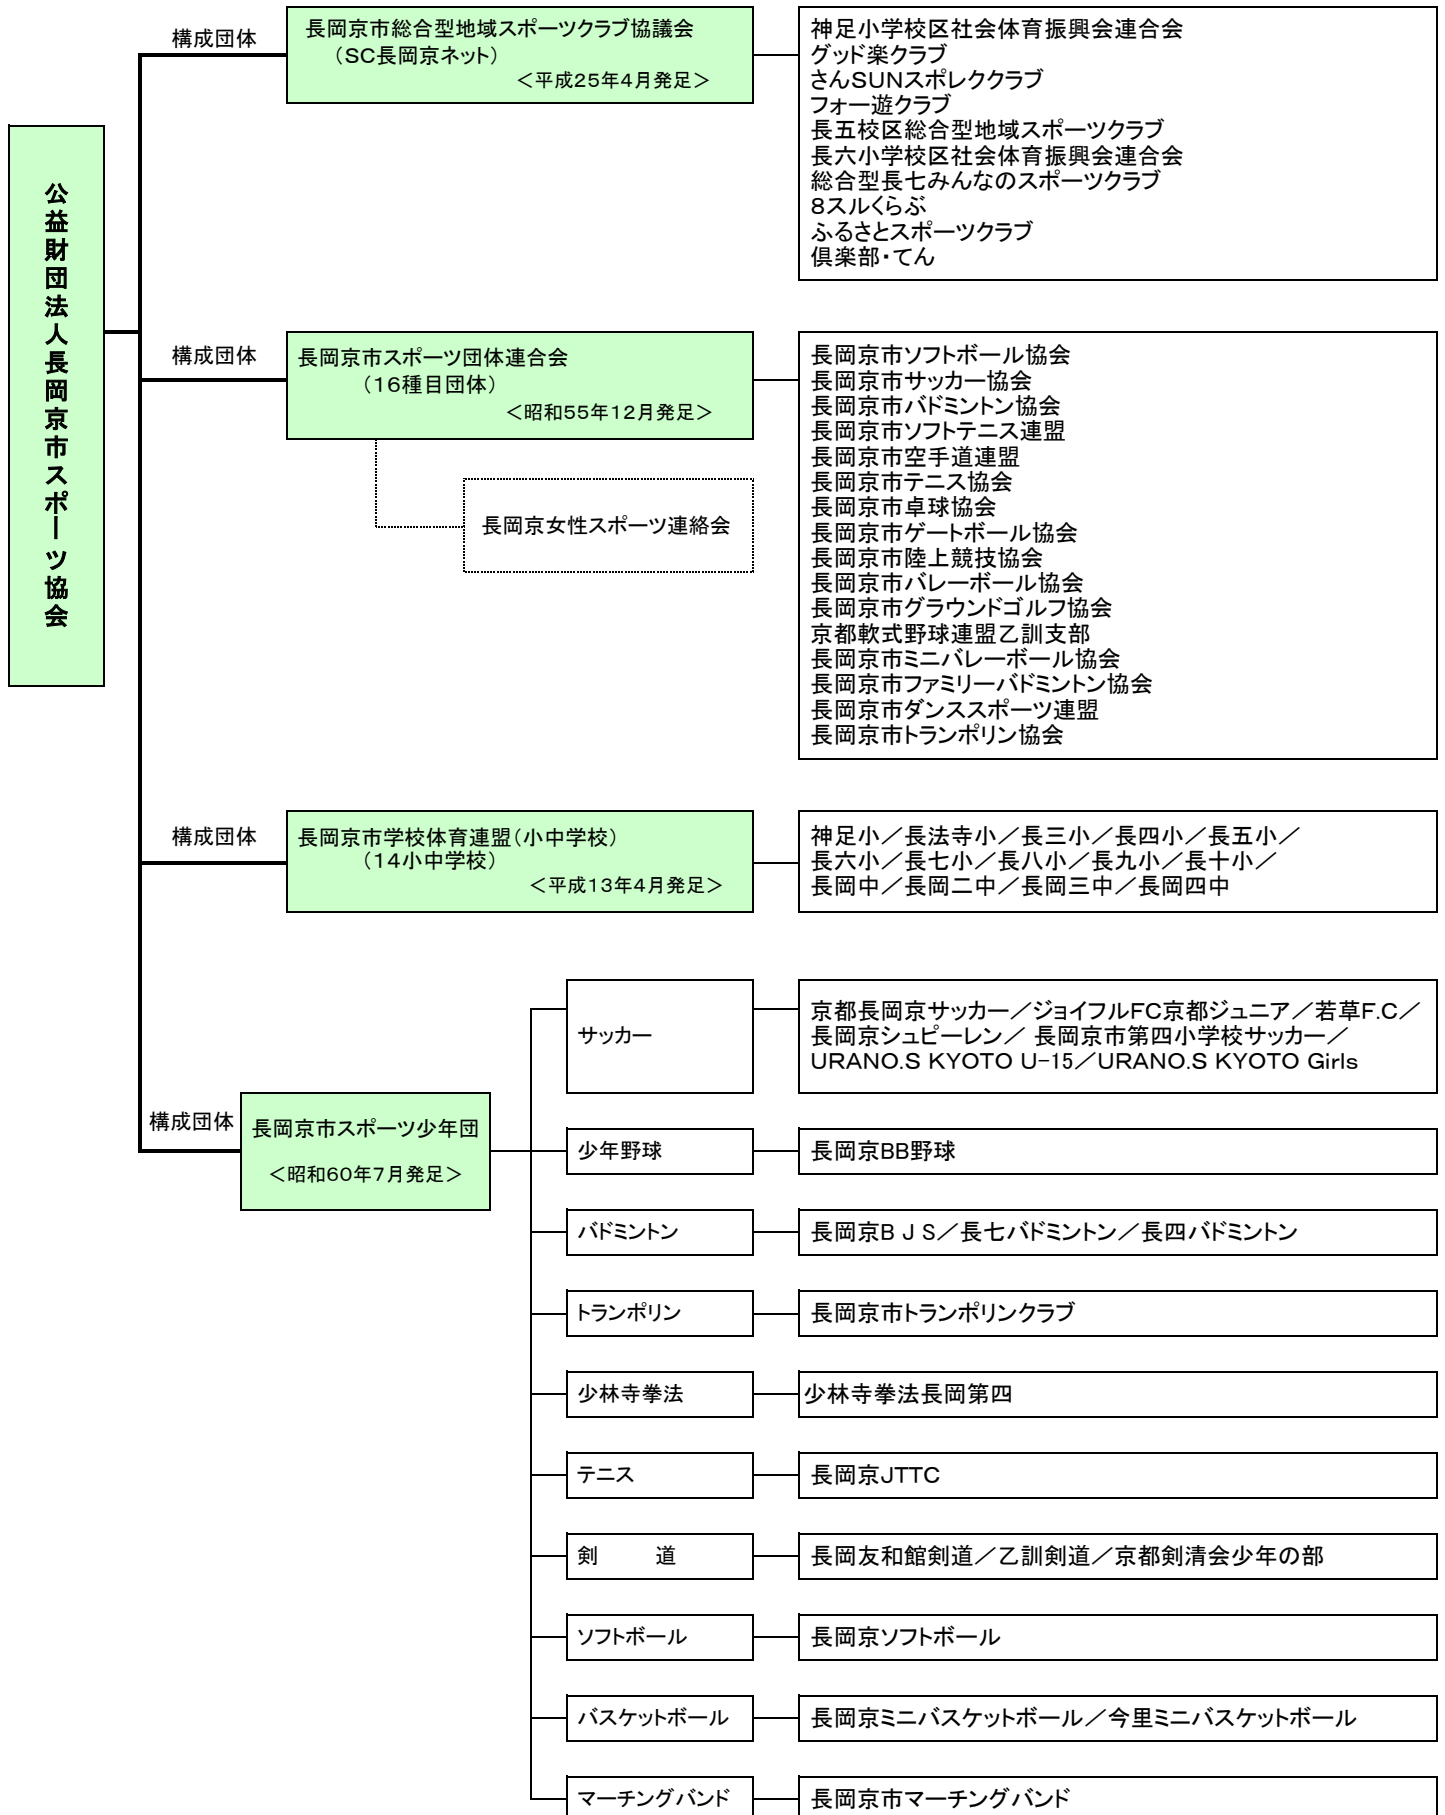 公益財団法人長岡京市スポーツ協会
構成団体
長岡京市総合型地域スポーツクラブ協議会
（SC長岡京ネット）
＜平成25年4月発足＞
神足小学校区社会体育振興会連合会
グッド楽クラブ
さんSUNスポレククラブ
フォー遊クラブ
長五校区総合型地域スポーツクラブ
長六小学校区社会体育振興会連合会
総合型長七みんなのスポーツクラブ
8スルくらぶ
ふるさとスポーツクラブ
倶楽部・てん
構成団体
長岡京市スポーツ団体連合会
（16種目団体）
＜昭和55年12月発足＞
長岡京女性スポーツ連絡会
長岡京市ソフトボール協会
長岡京市サッカー協会
長岡京市バドミントン協会
長岡京市ソフトテニス連盟
長岡京市空手道連盟
長岡京市テニス協会
長岡京市卓球協会
長岡京市ゲートボール協会
長岡京市陸上競技協会
長岡京市バレーボール協会
長岡京市グラウンドゴルフ協会
京都軟式野球連盟乙訓支部
長岡京市ミニバレーボール協会
長岡京市ファミリーバドミントン協会
長岡京市ダンススポーツ連盟
長岡京市トランポリン協会
構成団体
長岡京市学校体育連盟（小中学校）
（14小中学校）
＜平成13年4月発足＞
神足小／長法寺小／長三小／長四小／長五小／
長六小／長七小／長八小／長九小／長十小／
長岡中／長岡二中／長岡三中／長岡四中
構成団体
長岡京市スポーツ少年団
＜昭和60年7月発足＞
サッカー
京都長岡京サッカー／ジョイフルFC京都ジュニア／若草F.C／
長岡京シュピーレン／ 長岡京市第四小学校サッカー／
URANO.S KYOTO U-15／URANO.S KYOTO Girls
少年野球
長岡京BB野球
バドミントン
長岡京B J S／長七バドミントン／長四バドミントン
トランポリン
長岡京市トランポリンクラブ
少林寺拳法
少林寺拳法長岡第四
テニス
長岡京JTTC
剣　　道
長岡友和館剣道／乙訓剣道／京都剣清会少年の部
ソフトボール
長岡京ソフトボール
バスケットボール
長岡京ミニバスケットボール／今里ミニバスケットボール
マーチングバンド
長岡京市マーチングバンド